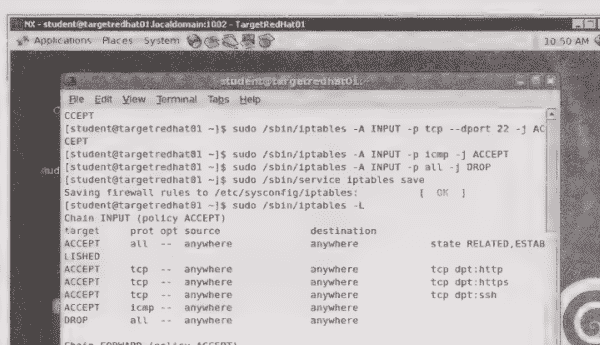 NX - student@targetredhat01.localdomain:1002 - TargetRedHat01
Applications Places System
10:50 AM
student@targetredhat01:
File Edit View Terminal Tabs Help
CCEPT
[student@targetredhat01 ~]$ sudo /sbin/iptables -A INPUT -p tcp --dport 22 -j AC
CEPT
[student@targetredhat01 ~]$ sudo /sbin/iptables -A INPUT -p icmp -j ACCEPT
[student@targetredhat01 ~]$ sudo /sbin/iptables -A INPUT -p all -j DROP
[student@targetredhat01 ~]$ sudo /sbin/service iptables save
Saving firewall rules to /etc/sysconfig/iptables: [ OK ]
[student@targetredhat01 ~]$ sudo /sbin/iptables -L
Chain INPUT (policy ACCEPT)
target prot opt source destination
ACCEPT all -- anywhere anywhere state RELATED,ESTAB
LISHED
ACCEPT tcp -- anywhere anywhere tcp dpt:http
ACCEPT tcp -- anywhere anywhere tcp dpt:https
ACCEPT tcp -- anywhere anywhere tcp dpt:ssh
ACCEPT icmp -- anywhere anywhere
DROP all -- anywhere anywhere
Chain FORWARD (policy ACCEPT)